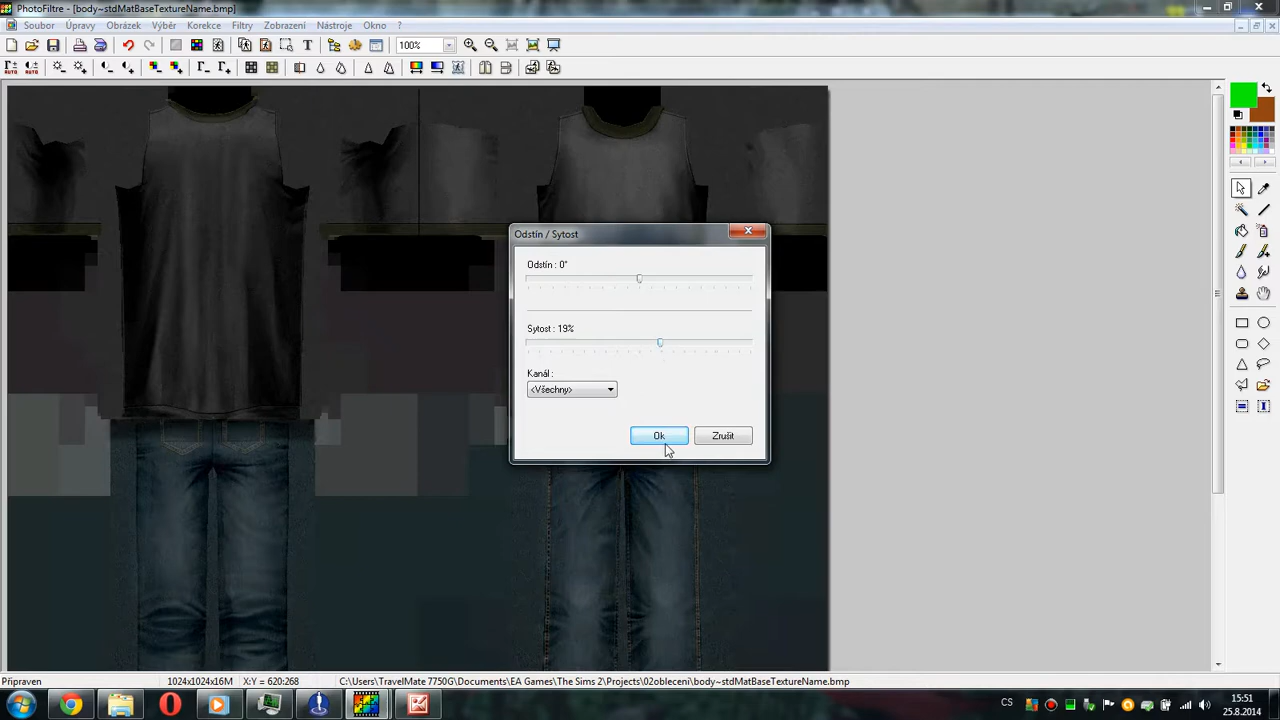 PhotoFiltre - [body~stdMatBaseTextureName.bmp]
Soubor Úpravy Obrázek Výběr Korekce Filtry Zobrazení Nástroje Okno ?
100%
AUTO AUTO
Odstín / Sytost
Odstín : 0°
Sytost : 19%
Kanál :
<Všechny>
Ok Zrušit
Připraven 1024x1024x16M X:Y = 620:268 C:\Users\TravelMate 7750G\Documents\EA Games\The Sims 2\Projects\02obleceni\body~stdMatBaseTextureName.bmp
CS 15:51
25.8.2014